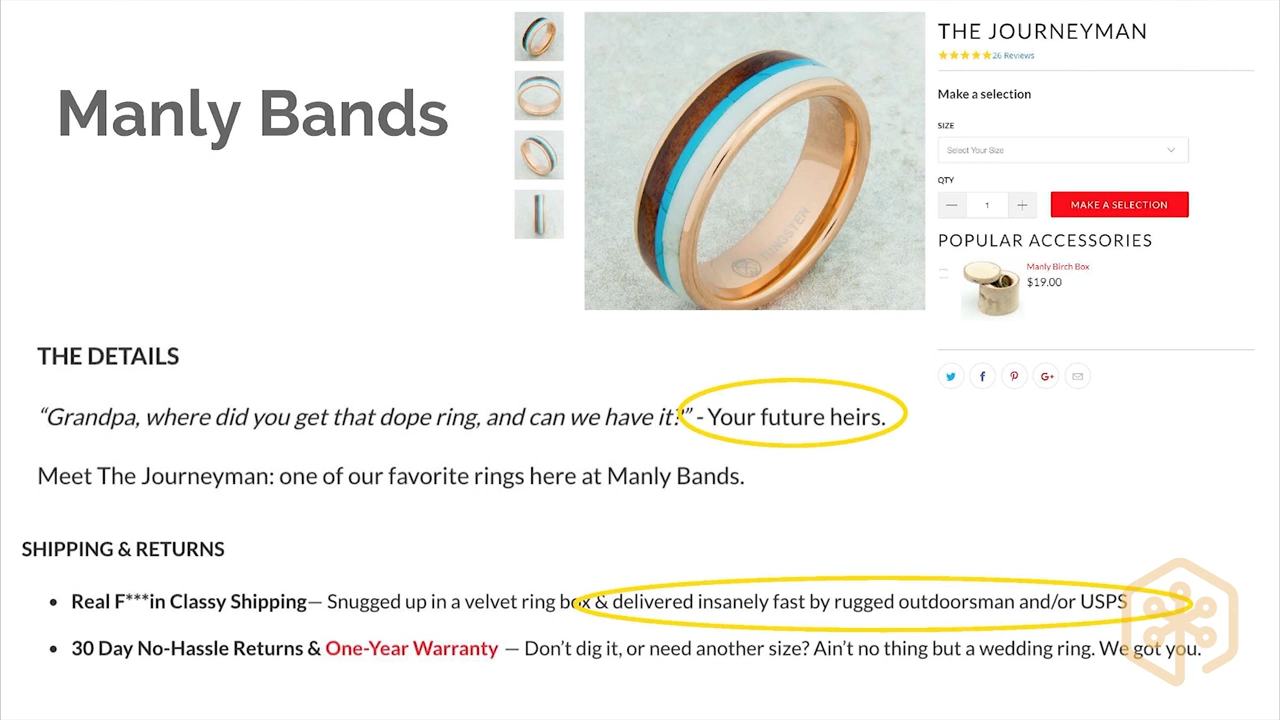 Manly Bands
TUNGSTEN
THE JOURNEYMAN
26 Reviews
Make a selection
SIZE
Select Your Size
QTY
— 1 +
MAKE A SELECTION
POPULAR ACCESSORIES
Manly Birch Box
$19.00
THE DETAILS
“Grandpa, where did you get that dope ring, and can we have it?” - Your future heirs.
Meet The Journeyman: one of our favorite rings here at Manly Bands.
SHIPPING & RETURNS
• Real F***in Classy Shipping— Snugged up in a velvet ring box & delivered insanely fast by rugged outdoorsman and/or USPS
• 30 Day No-Hassle Returns & One-Year Warranty — Don’t dig it, or need another size? Ain’t no thing but a wedding ring. We got you.